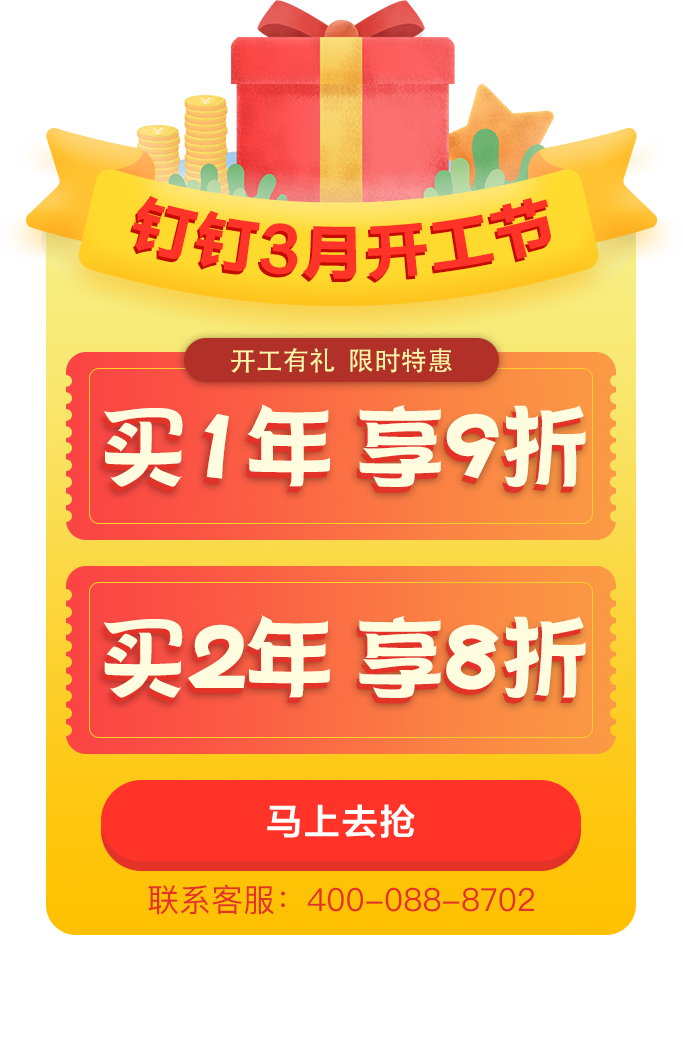 钉钉3月开工节
开工有礼 限时特惠
买1年 享9折
买2年 享8折
马上去抢
联系客服：400-088-8702